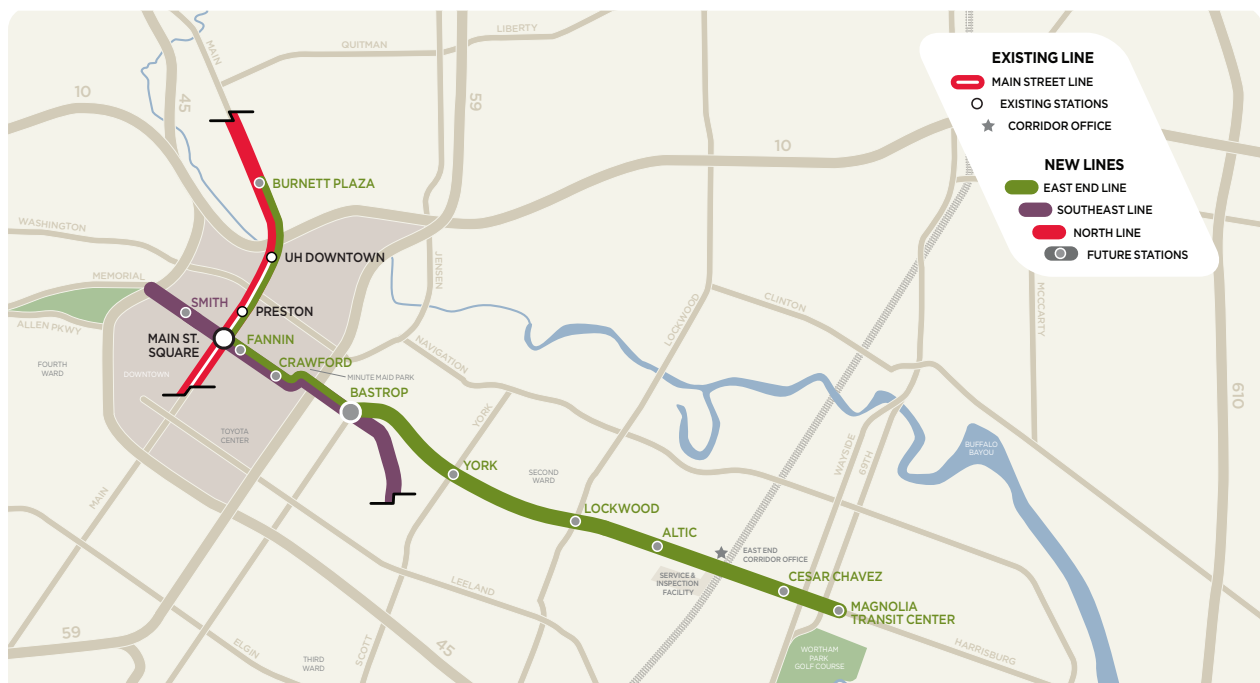 EXISTING LINE
MAIN STREET LINE
EXISTING STATIONS
CORRIDOR OFFICE
NEW LINES
EAST END LINE
SOUTHEAST LINE
NORTH LINE
FUTURE STATIONS
LIBERTY
QUITMAN
MAIN
10
45
59
10
BURNETT PLAZA
WASHINGTON
UH DOWNTOWN
MEMORIAL
JENSEN
SMITH
PRESTON
ALLEN PKWY
MAIN ST.
SQUARE
FANNIN
CRAWFORD
MINUTE MAID PARK
BASTROP
FOURTH
WARD
DOWNTOWN
TOYOTA
CENTER
NAVIGATION
LOCKWOOD
CLINTON
MCCARTY
610
YORK
YORK
SECOND
WARD
WAYSIDE
69TH
BUFFALO
BAYOU
MAIN
LOCKWOOD
ALTIC
EAST END
CORRIDOR OFFICE
SERVICE &
INSPECTION
FACILITY
CESAR CHAVEZ
MAGNOLIA
TRANSIT CENTER
LEELAND
HARRISBURG
59
ELGIN
THIRD
WARD
SCOTT
45
WORTHAM
PARK
GOLF COURSE